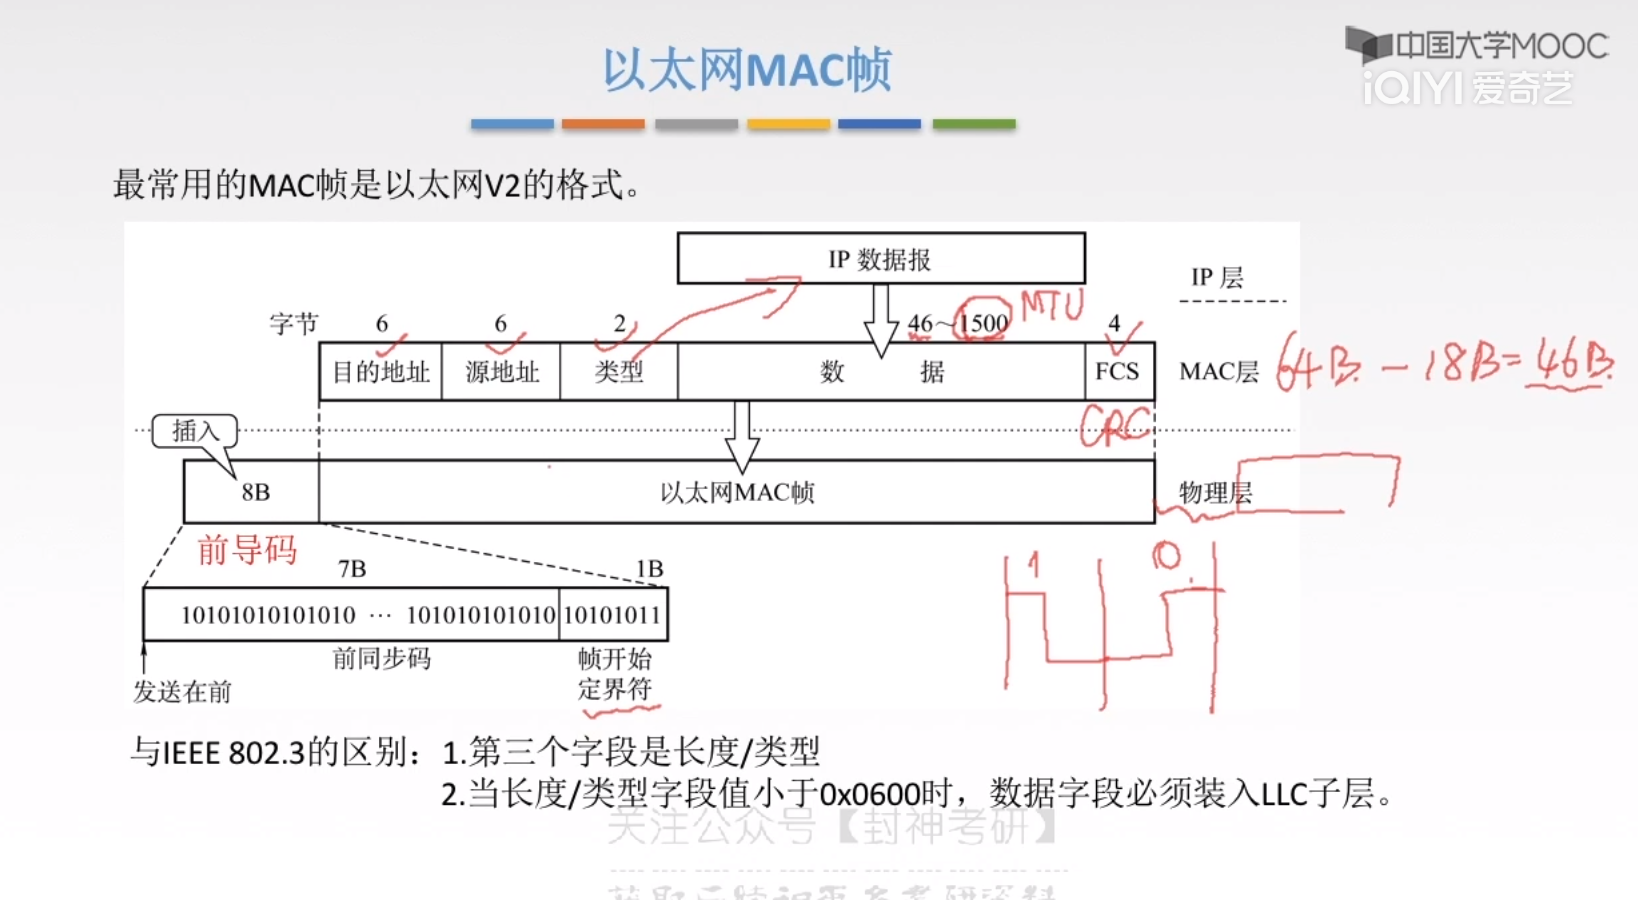 中国大学MOOC
iQIYI 爱奇艺
以太网MAC帧
最常用的MAC帧是以太网V2的格式。
IP 数据报
IP 层
MTU
字节 6 6 2 46～1500 4
目的地址 源地址 类型 数 据 FCS MAC层
64B - 18B = 46B
CRC
插入
8B 以太网MAC帧 物理层
前导码
7B 1B
1 0
10101010101010 … 101010101010 10101011
前同步码 帧开始
定界符
发送在前
与IEEE 802.3的区别：1.第三个字段是长度/类型
2.当长度/类型字段值小于0x0600时，数据字段必须装入LLC子层。
关注公众号【封神考研】